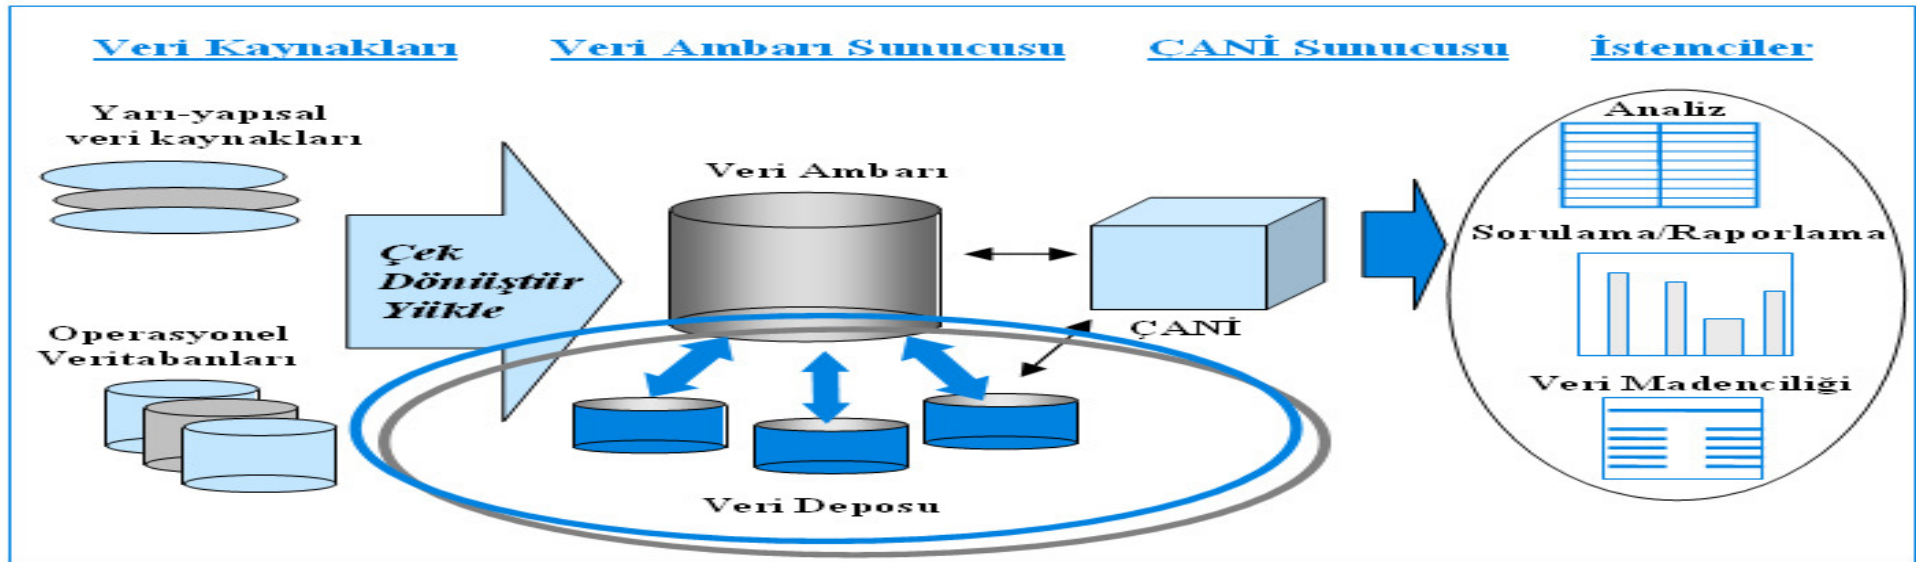 Veri Kaynakları
Veri Ambarı Sunucusu
ÇANİ Sunucusu
İstemciler
Yarı-yapısal
veri kaynakları
Operasyonel
Veritabanları
Çek
Dönüştür
Yükle
Veri Ambarı
Veri Deposu
ÇANİ
Analiz
Sorulama/Raporlama
Veri Madenciliği